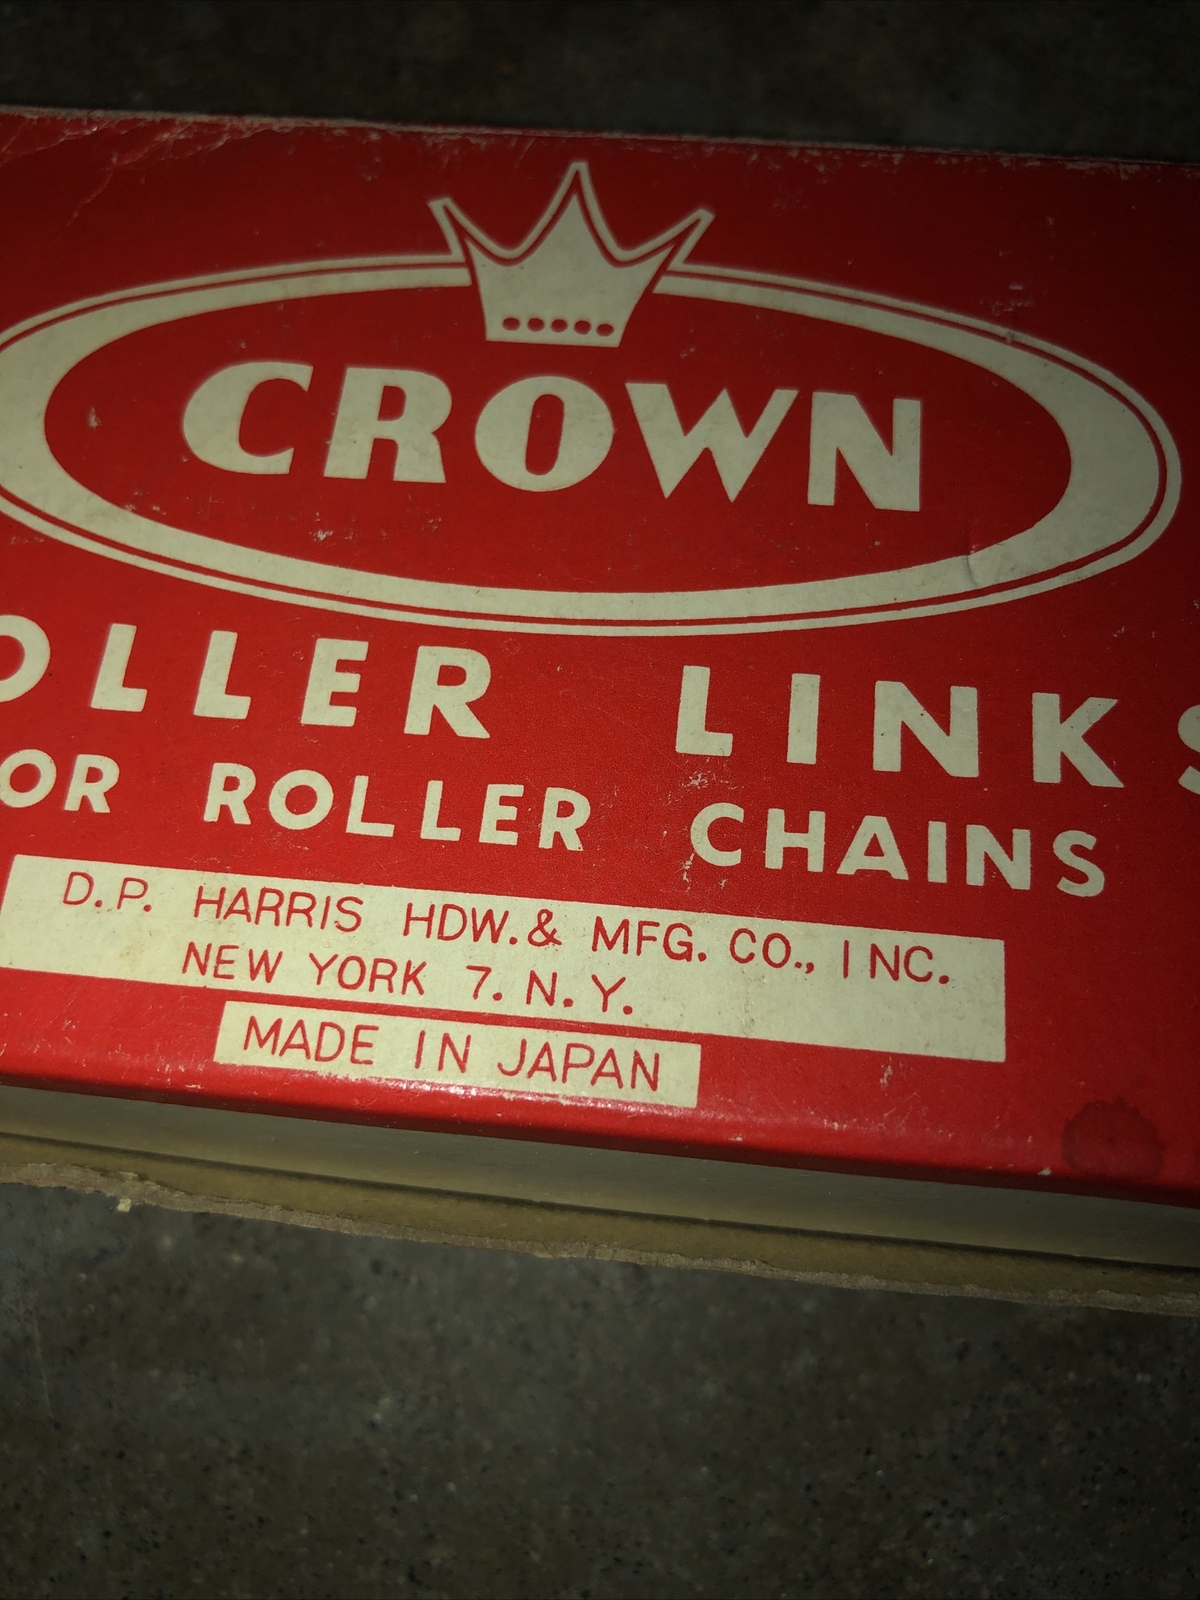 CROWN
OLLER LINKS
OR ROLLER CHAINS
D.P. HARRIS HDW. & MFG. CO., INC.
NEW YORK 7. N. Y.
MADE IN JAPAN